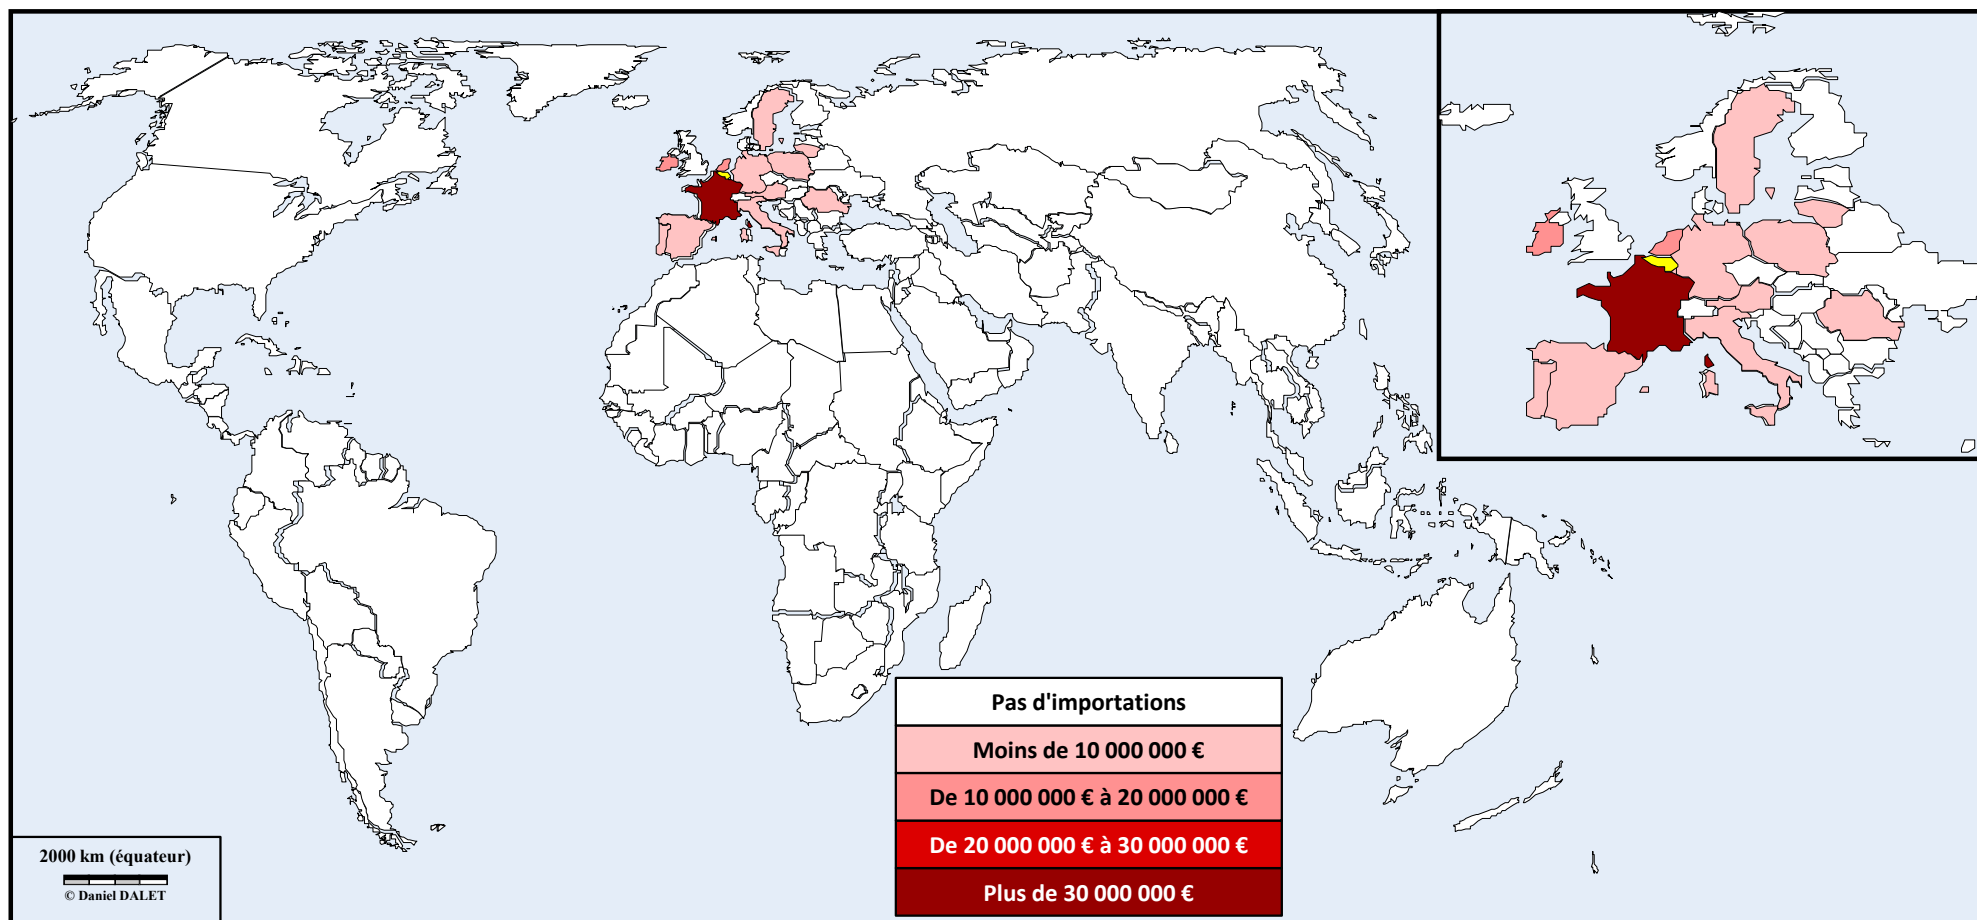 Pas d'importations
Moins de 10 000 000 €
De 10 000 000 € à 20 000 000 €
De 20 000 000 € à 30 000 000 €
Plus de 30 000 000 €
2000 km (équateur)
© Daniel DALET